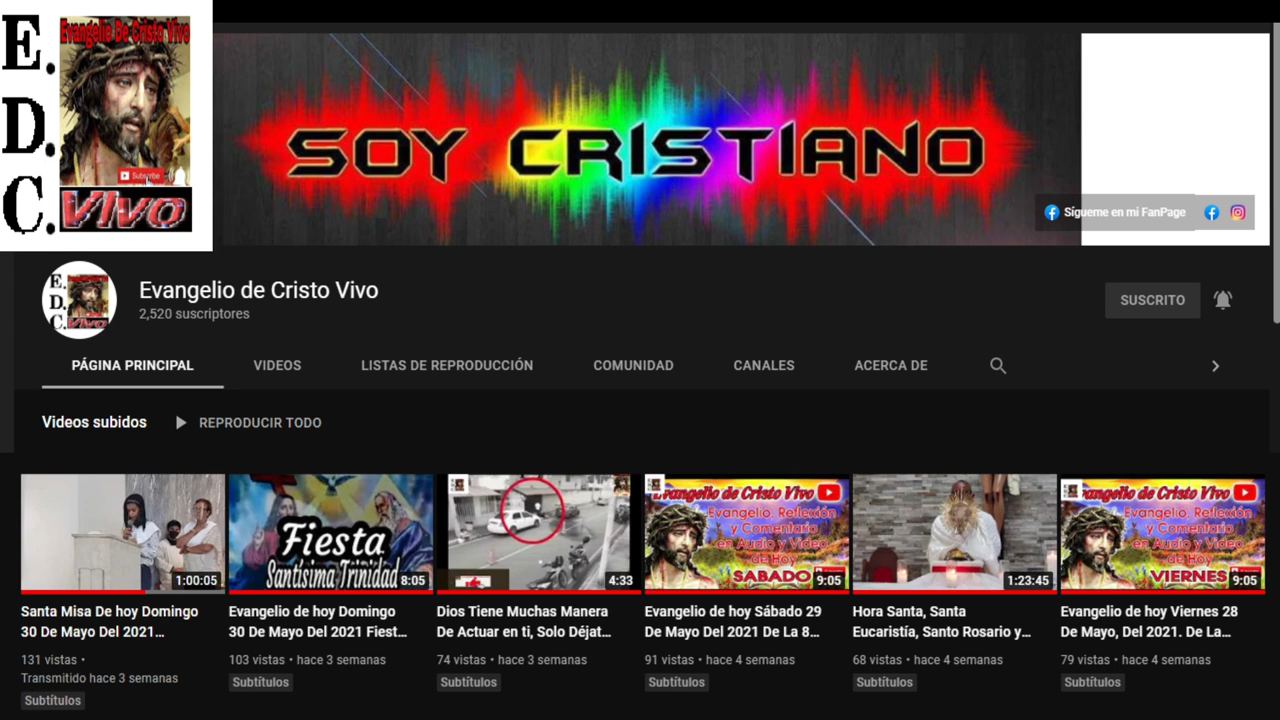 E.
D.
C.
Evangelio De Cristo Vivo
Subscribe
Vivo
SOY CRISTIANO
Sígueme en mi FanPage
E.
D.
C.
Vivo
Evangelio de Cristo Vivo
2,520 suscriptores
SUSCRITO
PÁGINA PRINCIPAL
VIDEOS
LISTAS DE REPRODUCCIÓN
COMUNIDAD
CANALES
ACERCA DE
Videos subidos
REPRODUCIR TODO
1:00:05
Santa Misa De hoy Domingo
30 De Mayo Del 2021...
131 vistas •
Transmitido hace 3 semanas
Subtítulos
Fiesta
Santísima Trinidad
8:05
Evangelio de hoy Domingo
30 De Mayo Del 2021 Fiest...
103 vistas • hace 3 semanas
Subtítulos
4:33
Dios Tiene Muchas Manera
De Actuar en ti, Solo Déjat...
74 vistas • hace 3 semanas
Subtítulos
Evangelio de Cristo Vivo
Evangelio, Reflexión
y Comentario
en Audio y Video
de Hoy
SABADO
9:05
Evangelio de hoy Sábado 29
De Mayo Del 2021 De La 8...
91 vistas • hace 4 semanas
Subtítulos
1:23:45
Hora Santa, Santa
Eucaristía, Santo Rosario y...
68 vistas • hace 4 semanas
Subtítulos
Evangelio de Cristo Vivo
Evangelio, Reflexión
y Comentario
en Audio y Video
de Hoy
VIERNES
9:05
Evangelio de hoy Viernes 28
De Mayo, Del 2021. De La...
79 vistas • hace 4 semanas
Subtítulos